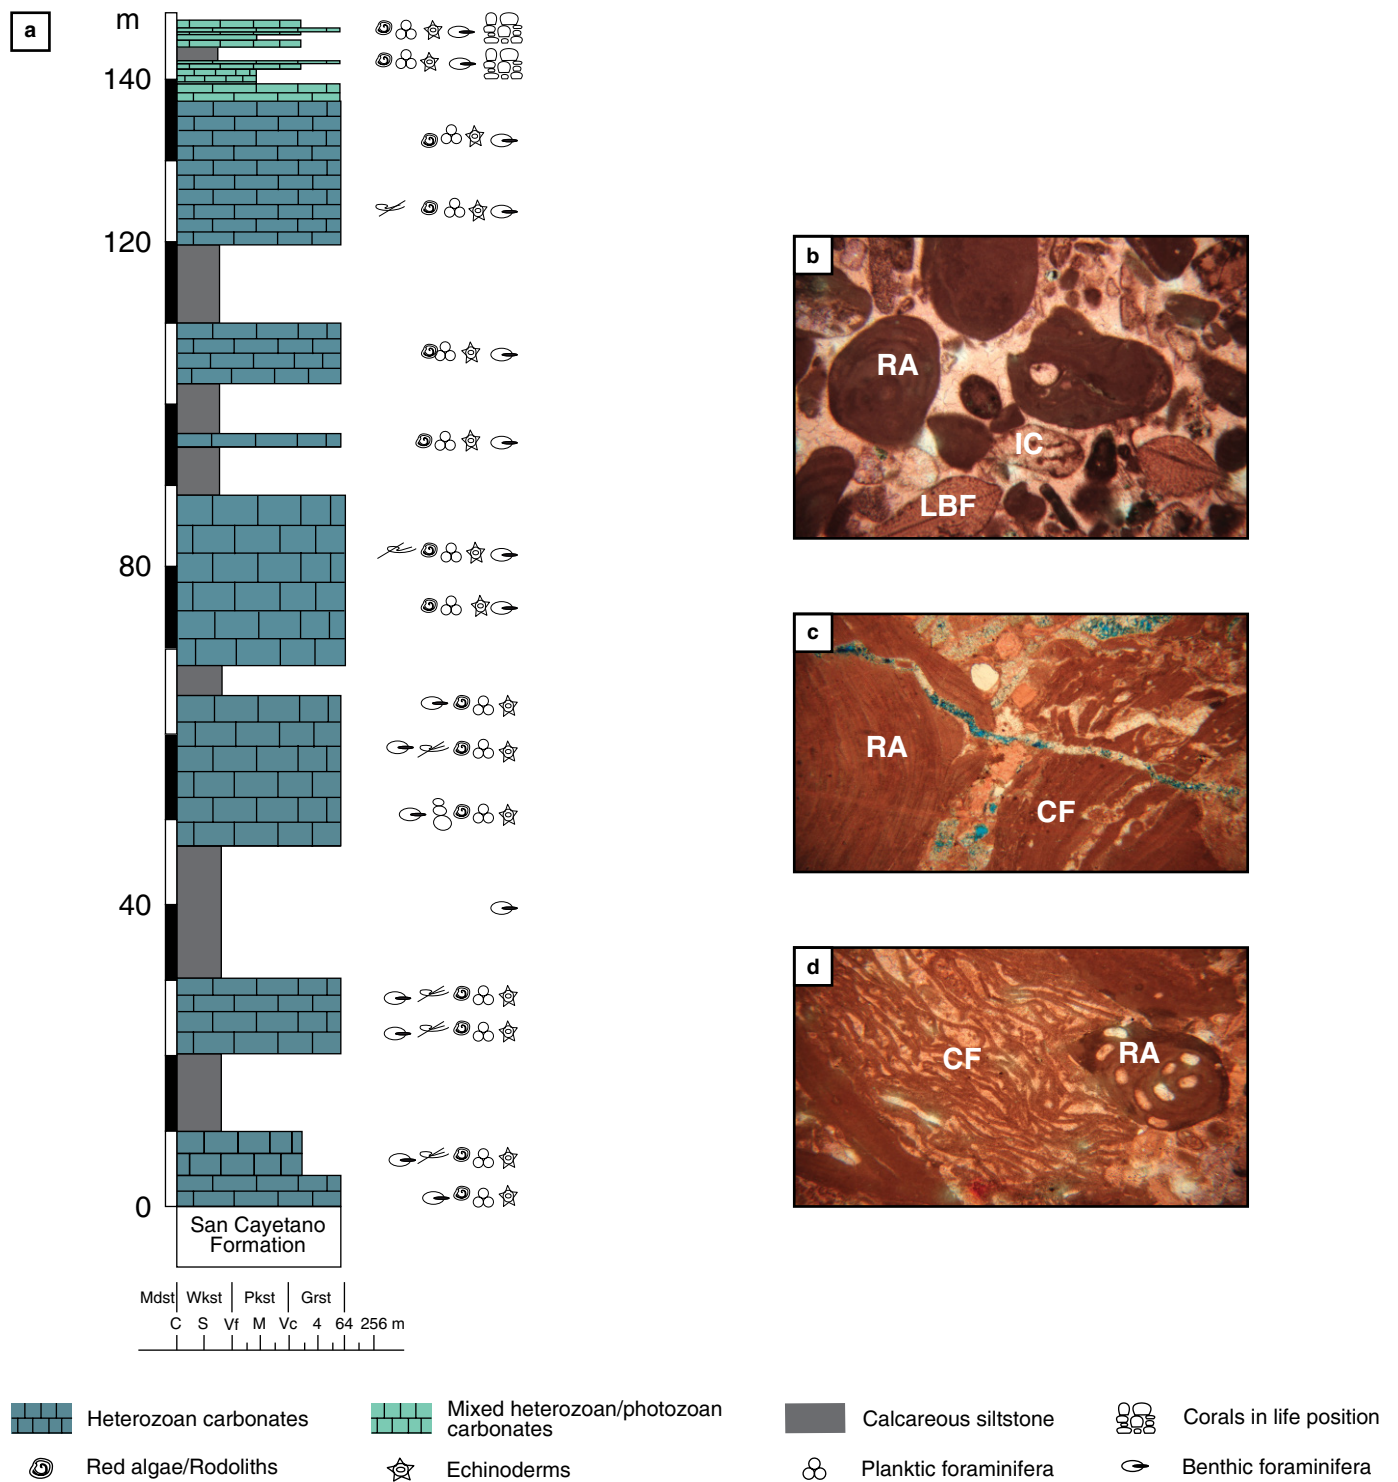 a
m
140
120
80
40
0
San Cayetano
Formation
Mdst Wkst Pkst Grst
C S Vf M Vc 4 64 256 m
b
RA
IC
LBF
c
RA
CF
d
CF
RA
Heterozoan carbonates
Mixed heterozoan/photozoan
carbonates
Calcareous siltstone
Corals in life position
Red algae/Rodoliths
Echinoderms
Planktic foraminifera
Benthic foraminifera